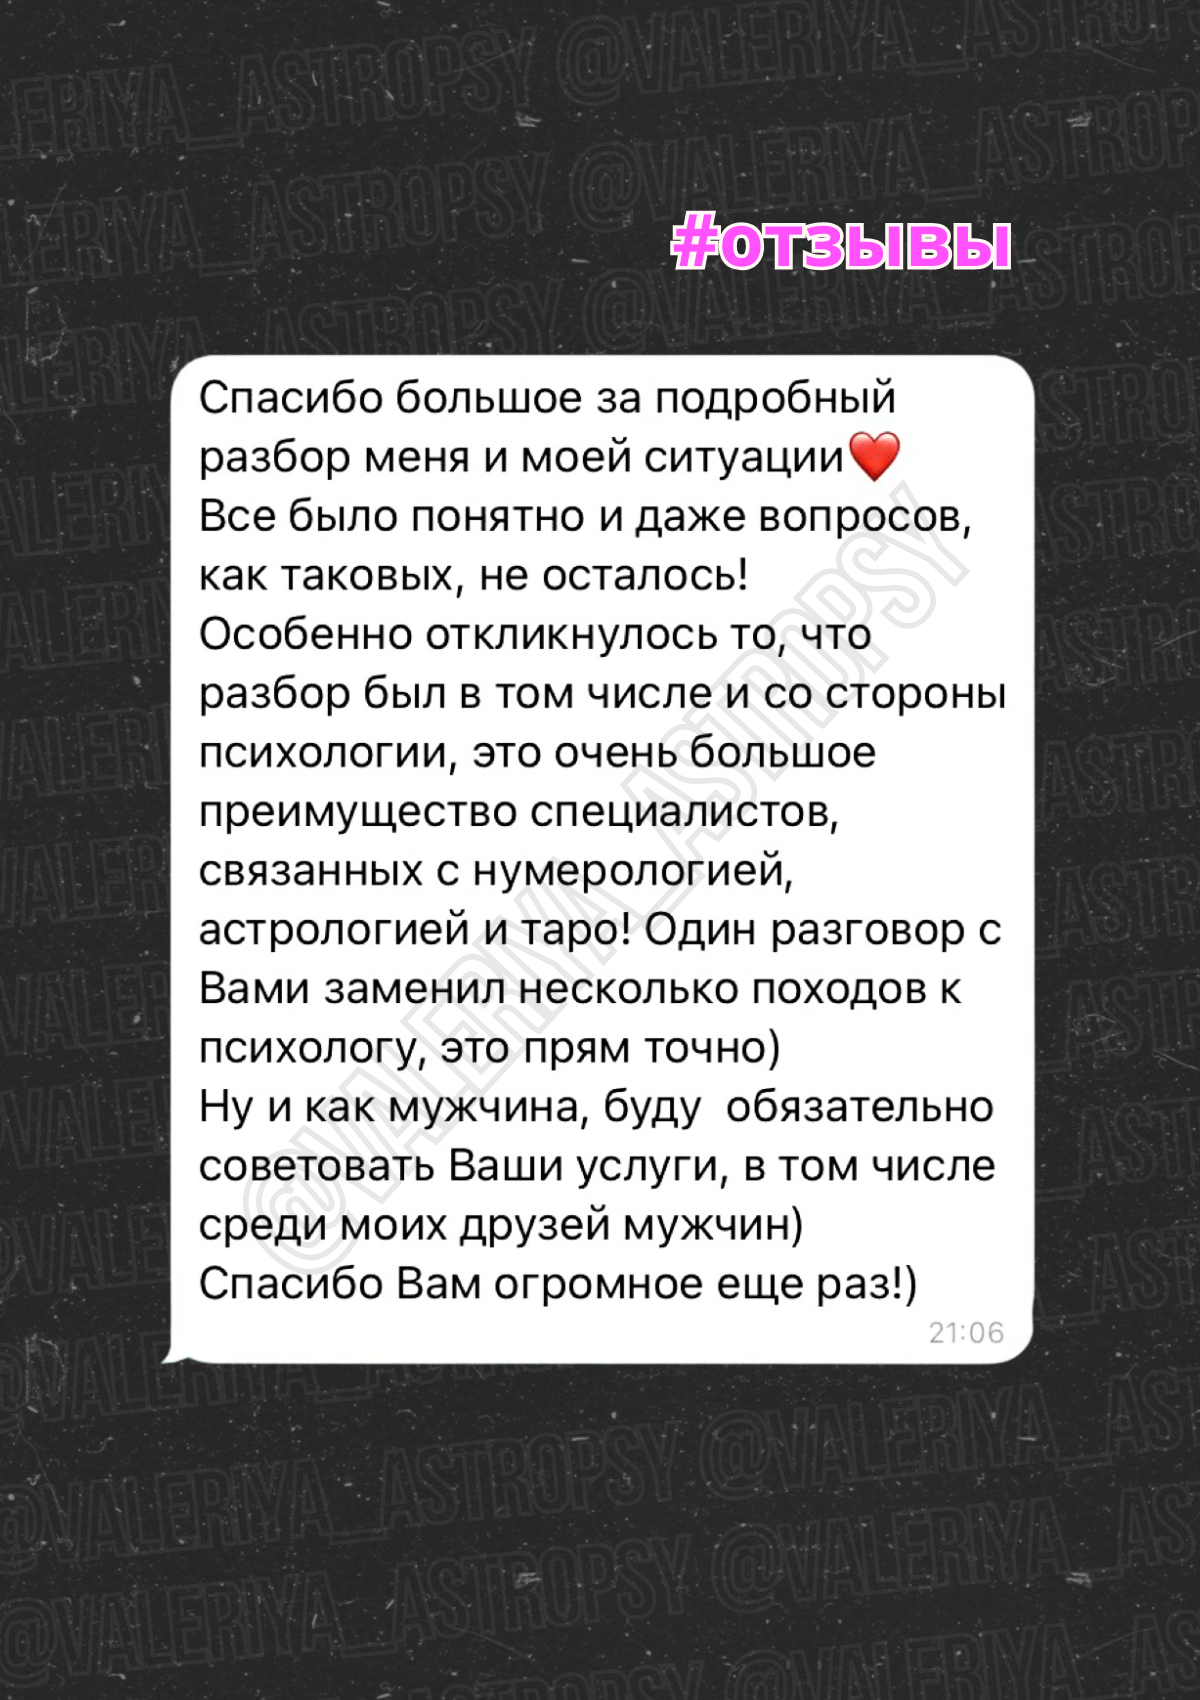 #отзывы
Спасибо большое за подробный
разбор меня и моей ситуации❤️
Все было понятно и даже вопросов,
как таковых, не осталось!
Особенно откликнулось то, что
разбор был в том числе и со стороны
психологии, это очень большое
преимущество специалистов,
связанных с нумерологией,
астрологией и таро! Один разговор с
Вами заменил несколько походов к
психологу, это прям точно)
Ну и как мужчина, буду  обязательно
советовать Ваши услуги, в том числе
среди моих друзей мужчин)
Спасибо Вам огромное еще раз!)
21:06
@VALERIYA_ASTROPSY